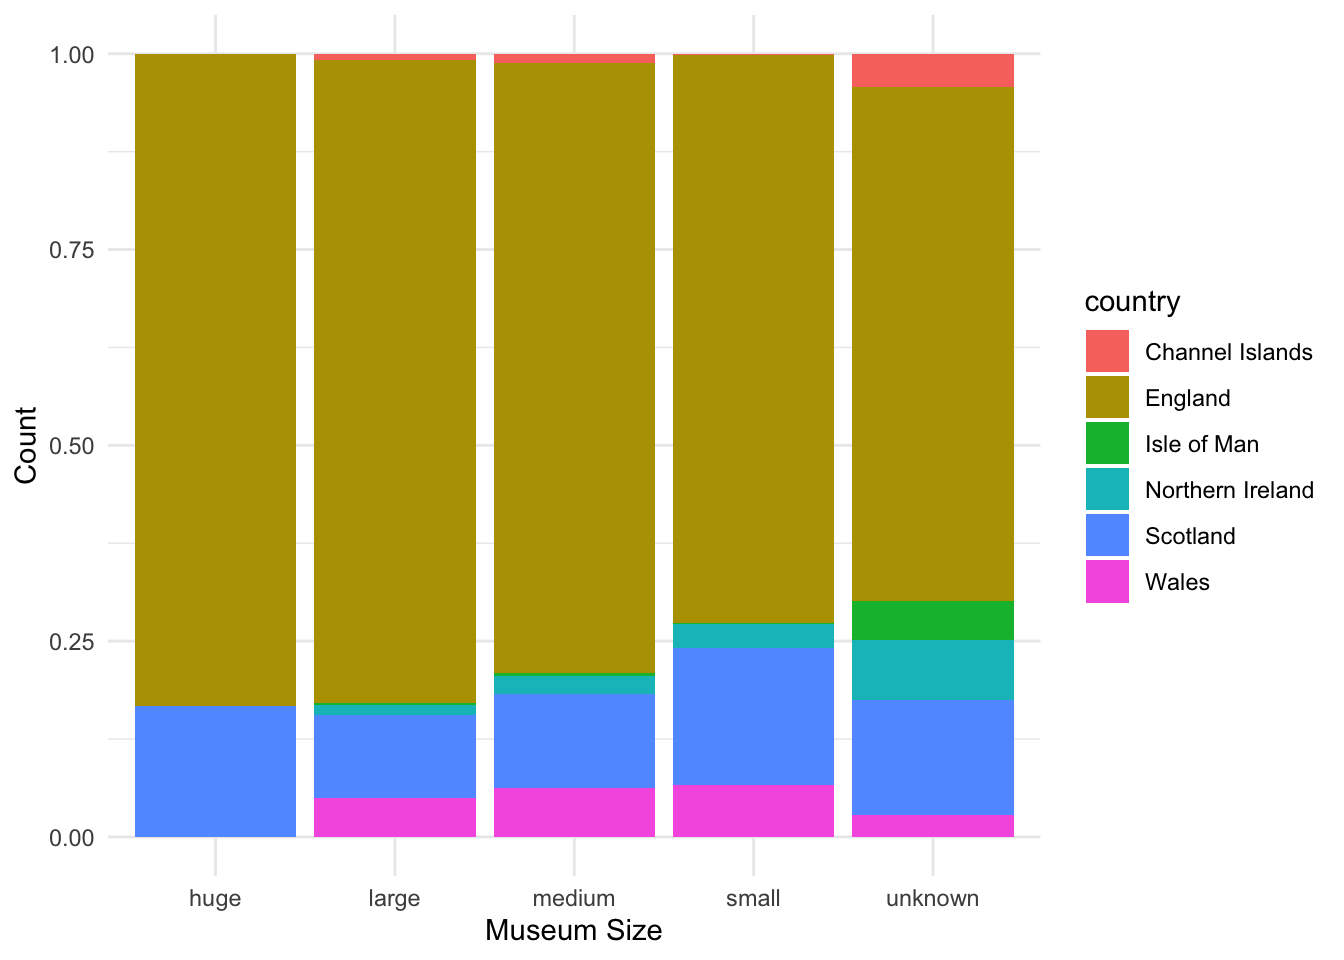 1.00
0.75
0.50
0.25
0.00
Count
huge large medium small unknown
Museum Size
country
Channel Islands
England
Isle of Man
Northern Ireland
Scotland
Wales